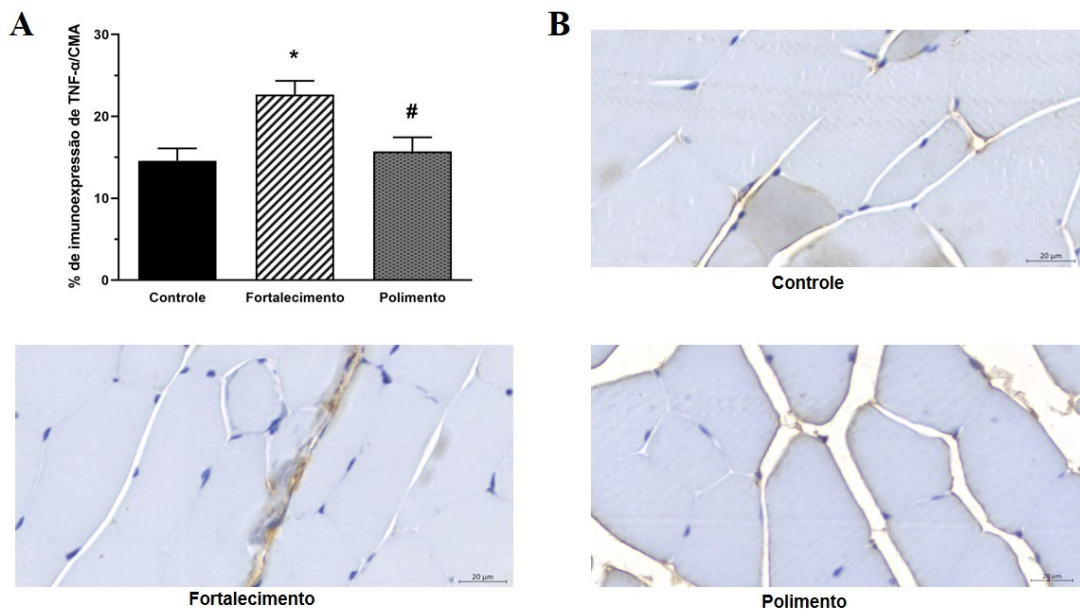 A
B
% de imunoexpressão de TNF-α/CMA
30
20
10
0
*
#
Controle
Fortalecimento
Polimento
20 µm
Controle
20 µm
Fortalecimento
20 µm
Polimento